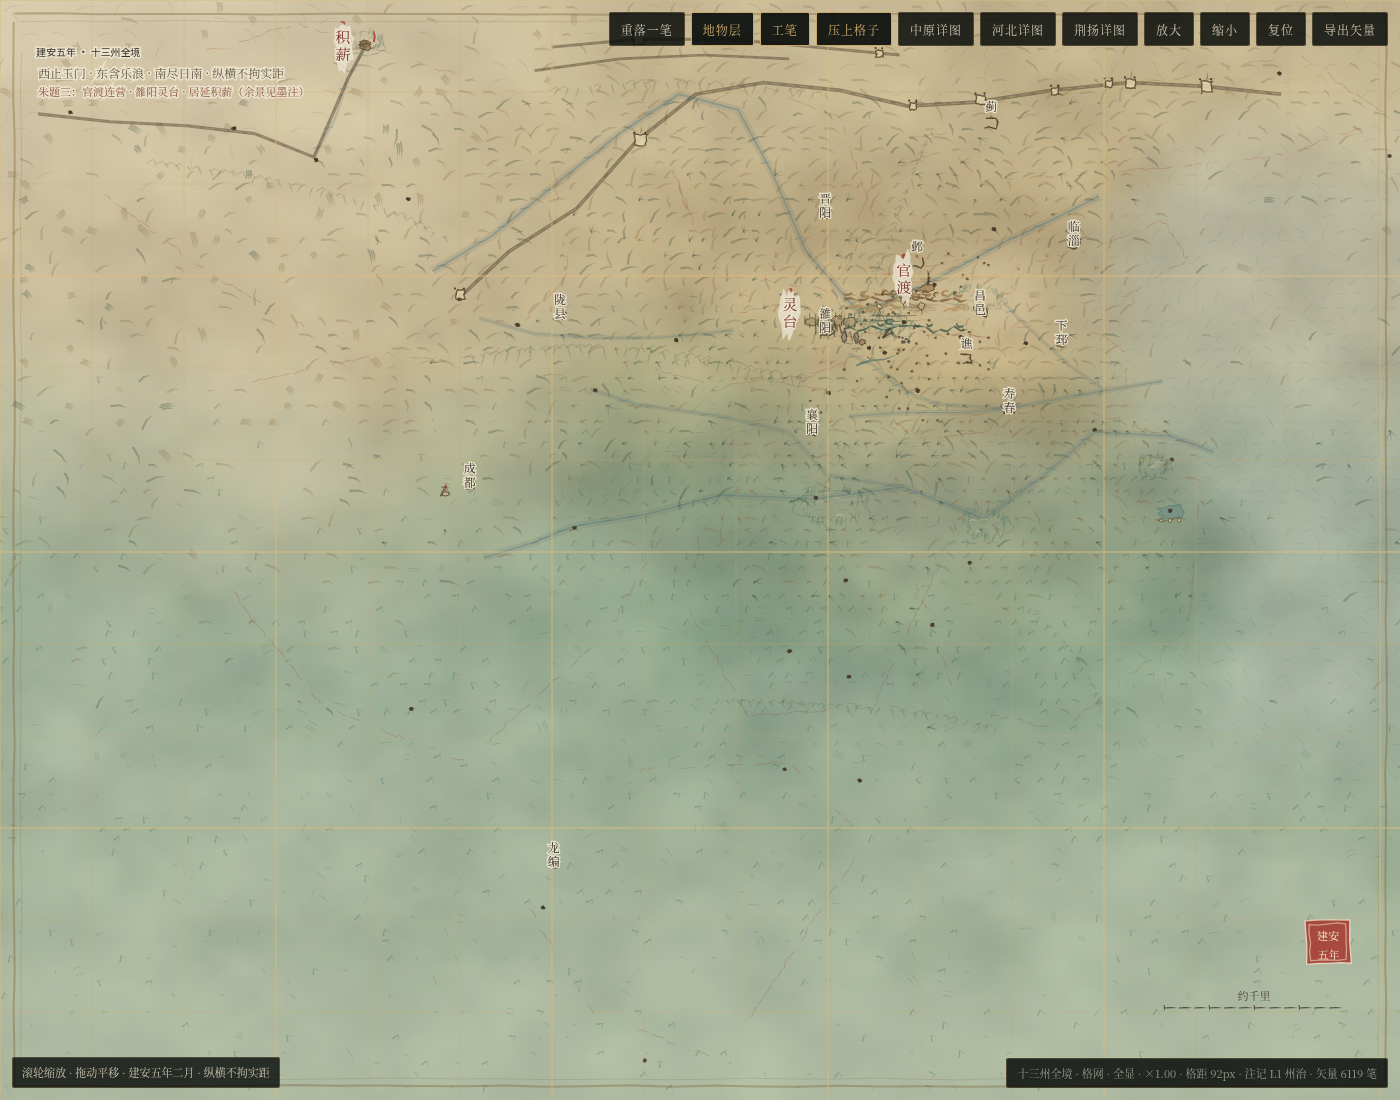 重落一笔
地物层
工笔
压上格子
中原详图
河北详图
荆扬详图
放大
缩小
复位
导出矢量
建安五年 · 十三州全境
西止玉门 · 东含乐浪 · 南尽日南 · 纵横不拘实距
朱题三：官渡连营 · 雒阳灵台 · 居延积薪（余景见墨注）
积薪
蓟
晋阳
临淄
邺
官渡
灵台
雒阳
昌邑
陇县
下邳
谯
寿春
襄阳
成都
龙编
建安
五年
约千里
滚轮缩放 · 拖动平移 · 建安五年二月 · 纵横不拘实距
十三州全境 · 格网 · 全显 · ×1.00 · 格距 92px · 注记 L1 州治 · 矢量 6119 笔